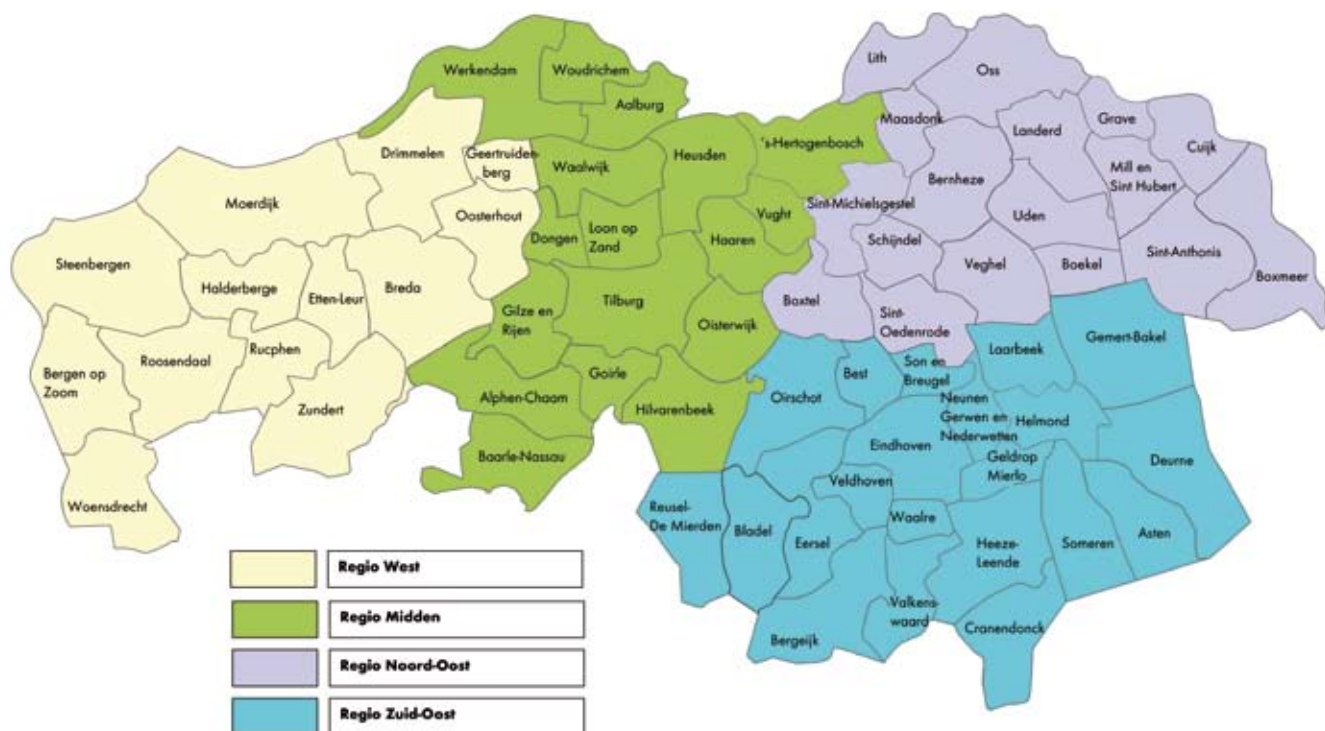 Werkendam
Woudrichem
Aalburg
Lith
Oss
Maasdonk
Landerd
Grave
Cuijk
Drimmelen
Geertruiden-
berg
Waalwijk
Heusden
's-Hertogenbosch
Bernheze
Mill en
Sint Hubert
Moerdijk
Oosterhout
Dongen
Loon op
Zand
Haaren
Vught
Sint-Michielsgestel
Schijndel
Uden
Veghel
Boekel
Sint-Anthonis
Boxmeer
Steenbergen
Halderberge
Etten-Leur
Breda
Gilze en
Rijen
Tilburg
Oisterwijk
Boxtel
Sint-
Oedenrode
Bergen op
Zoom
Roosendaal
Rucphen
Zundert
Alphen-Chaam
Goirle
Hilvarenbeek
Oirschot
Best
Son en
Breugel
Laarbeek
Gemert-Bakel
Neunen
Gerwen en
Nederwetten
Helmond
Baarle-Nassau
Eindhoven
Geldrop
Mierlo
Deurne
Woensdrecht
Reusel-
De Mierden
Bladel
Eersel
Veldhoven
Waalre
Heeze-
Leende
Someren
Asten
Bergeijk
Valkens-
waard
Cranendonck
Regio West
Regio Midden
Regio Noord-Oost
Regio Zuid-Oost